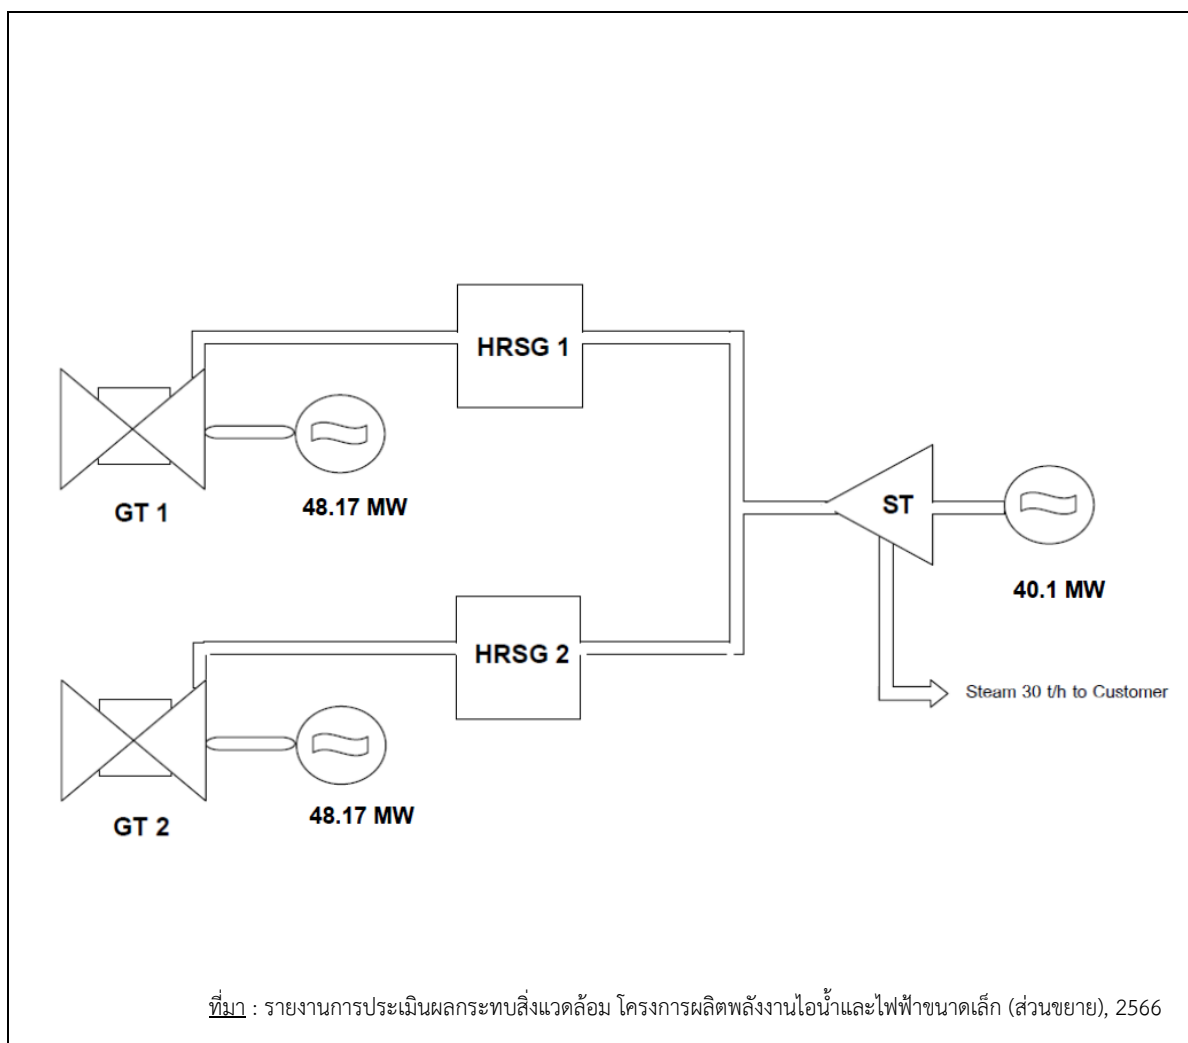 HRSG 1
GT 1
48.17 MW
ST
40.1 MW
HRSG 2
Steam 30 t/h to Customer
GT 2
48.17 MW
ที่มา : รายงานการประเมินผลกระทบสิ่งแวดล้อม โครงการผลิตพลังงานไอน้ำและไฟฟ้าขนาดเล็ก (ส่วนขยาย), 2566